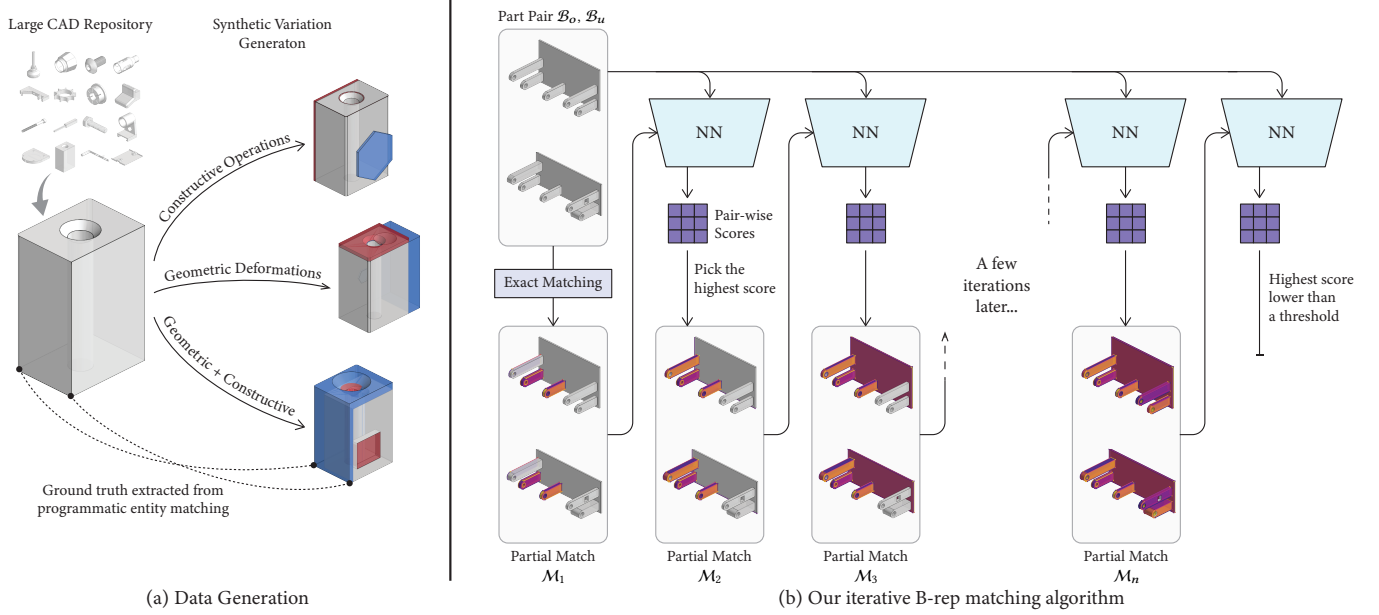 Large CAD Repository
Synthetic Variation
Generaton
Constructive Operations
Geometric Deformations
Geometric + Constructive
Ground truth extracted from
programmatic entity matching
(a) Data Generation
Part Pair 𝓑ₒ, 𝓑ᵤ
NN
NN
NN
NN
Pair-wise
Scores
Pick the
highest score
Exact Matching
A few
iterations
later...
Highest score
lower than
a threshold
Partial Match
𝓜₁
Partial Match
𝓜₂
Partial Match
𝓜₃
Partial Match
𝓜ₙ
(b) Our iterative B-rep matching algorithm